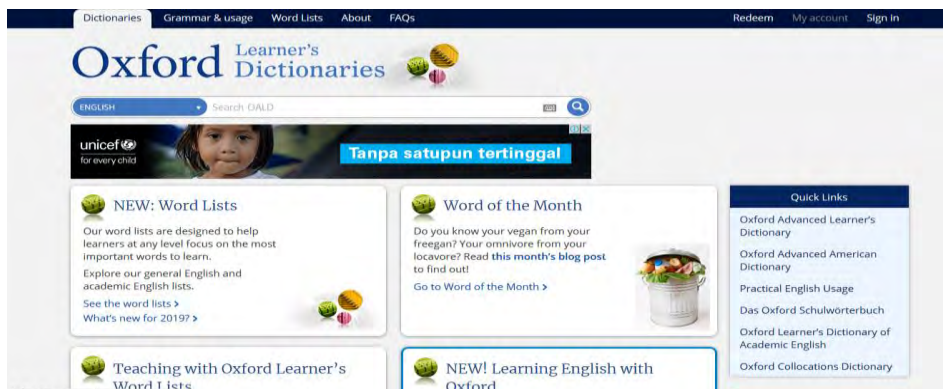 Dictionaries Grammar & usage Word Lists About FAQs Redeem My account Sign in
Oxford Learner's Dictionaries
ENGLISH Search OALD
unicef
for every child
Tanpa satupun tertinggal
NEW: Word Lists
Our word lists are designed to help
learners at any level focus on the most
important words to learn.
Explore our general English and
academic English lists.
See the word lists >
What's new for 2019? >
Word of the Month
Do you know your vegan from your
freegan? Your omnivore from your
locavore? Read this month's blog post
to find out!
Go to Word of the Month >
Quick Links
Oxford Advanced Learner's
Dictionary
Oxford Advanced American
Dictionary
Practical English Usage
Das Oxford Schulwörterbuch
Oxford Learner's Dictionary of
Academic English
Oxford Collocations Dictionary
Teaching with Oxford Learner's
Word Lists
NEW! Learning English with
Oxford